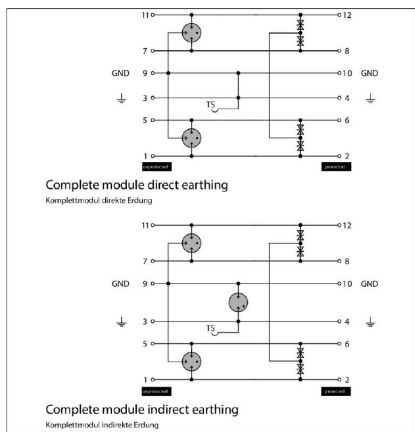 11 12
7 8
GND 9 10 GND
3 4
TS
5 6
1 2
unprotected protected
Complete module direct earthing
Komplettmodul direkte Erdung
11 12
7 8
GND 9 10 GND
3 4
TS
5 6
1 2
unprotected protected
Complete module indirect earthing
Komplettmodul indirekte Erdung